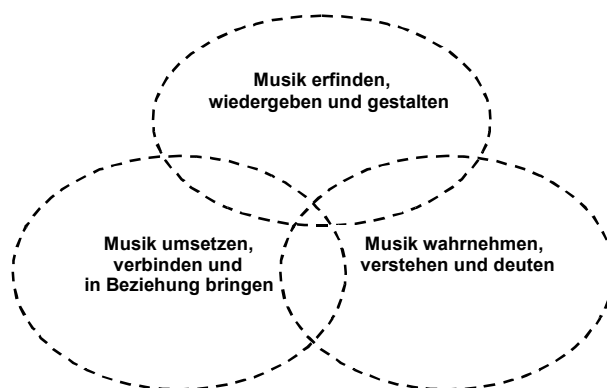 Musik erfinden,
wiedergeben und gestalten
Musik umsetzen,
verbinden und
in Beziehung bringen
Musik wahrnehmen,
verstehen und deuten